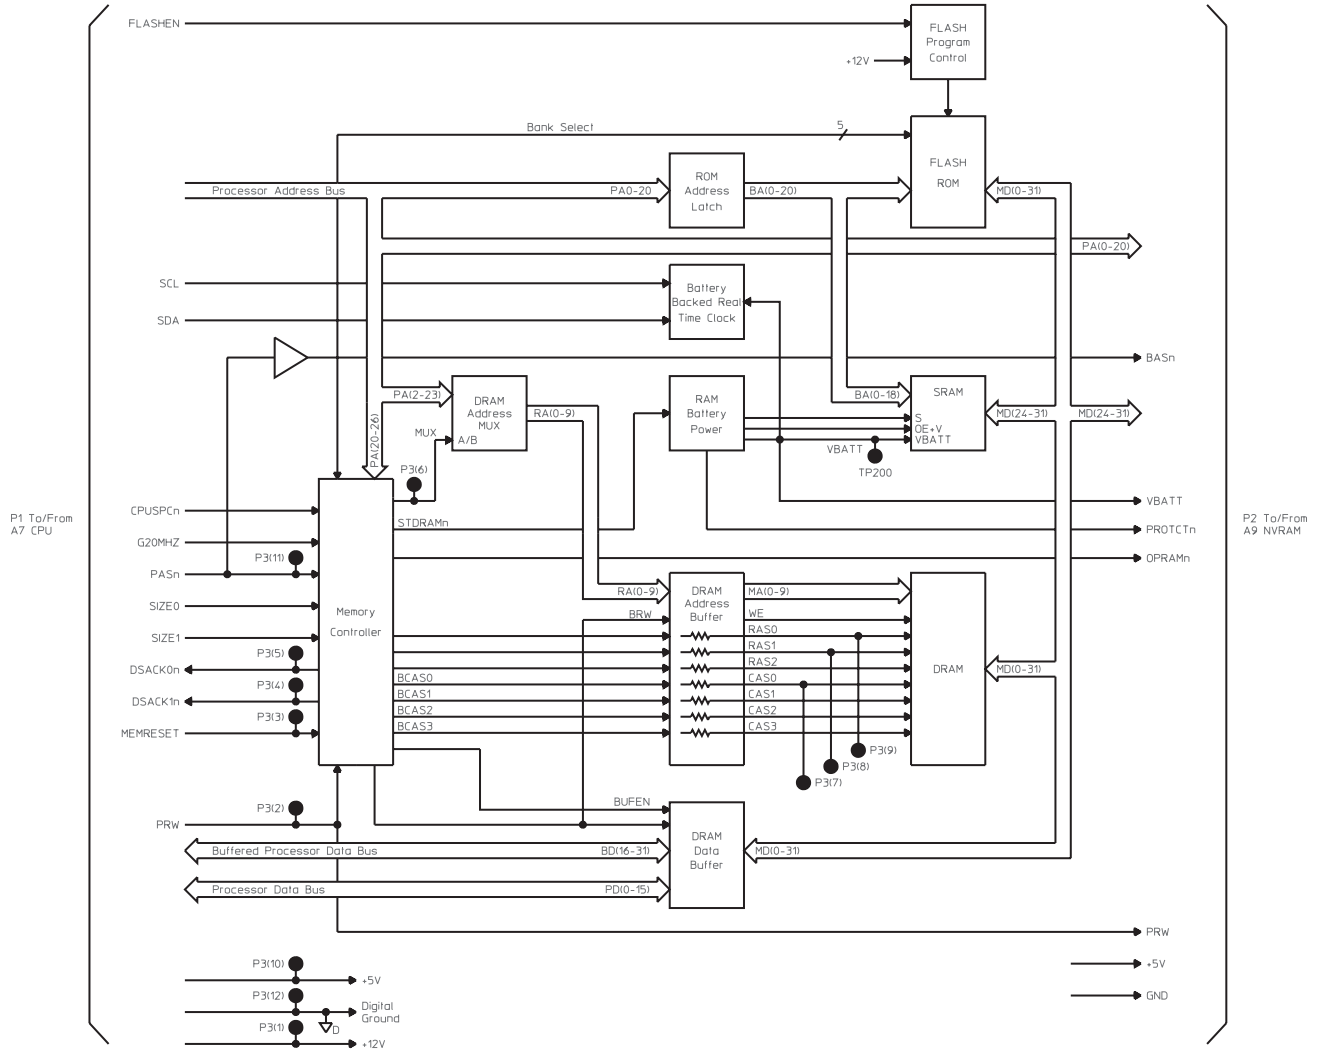 FLASHEN
FLASH
Program
Control
+12V
Bank Select
5
FLASH
ROM
ROM
Address
Latch
Processor Address Bus
PA0-20
BA(0-20)
MD(0-31)
PA(0-20)
SCL
SDA
Battery
Backed Real
Time Clock
BASn
PA(2-23)
DRAM
Address
MUX
A/B
MUX
RA(0-9)
PA(20-26)
P3(6)
RAM
Battery
Power
BA(0-18)
SRAM
S
OE+V
VBATT
MD(24-31)
MD(24-31)
VBATT
TP200
VBATT
PROTCTn
OPRAMn
P1 To/From
A7 CPU
P2 To/From
A9 NVRAM
CPUSPCn
G20MHZ
P3(11)
PASn
SIZE0
SIZE1
P3(5)
DSACK0n
P3(4)
DSACK1n
P3(3)
MEMRESET
Memory
Controller
STDRAMn
RA(0-9)
BRW
BCAS0
BCAS1
BCAS2
BCAS3
DRAM
Address
Buffer
MA(0-9)
WE
RAS0
RAS1
RAS2
CAS0
CAS1
CAS2
CAS3
DRAM
MD(0-31)
P3(9)
P3(8)
P3(7)
P3(2)
PRW
BUFEN
DRAM
Data
Buffer
Buffered Processor Data Bus
BD(16-31)
MD(0-31)
Processor Data Bus
PD(0-15)
PRW
P3(10)
+5V
P3(12)
Digital
Ground
D
P3(1)
+12V
+5V
GND